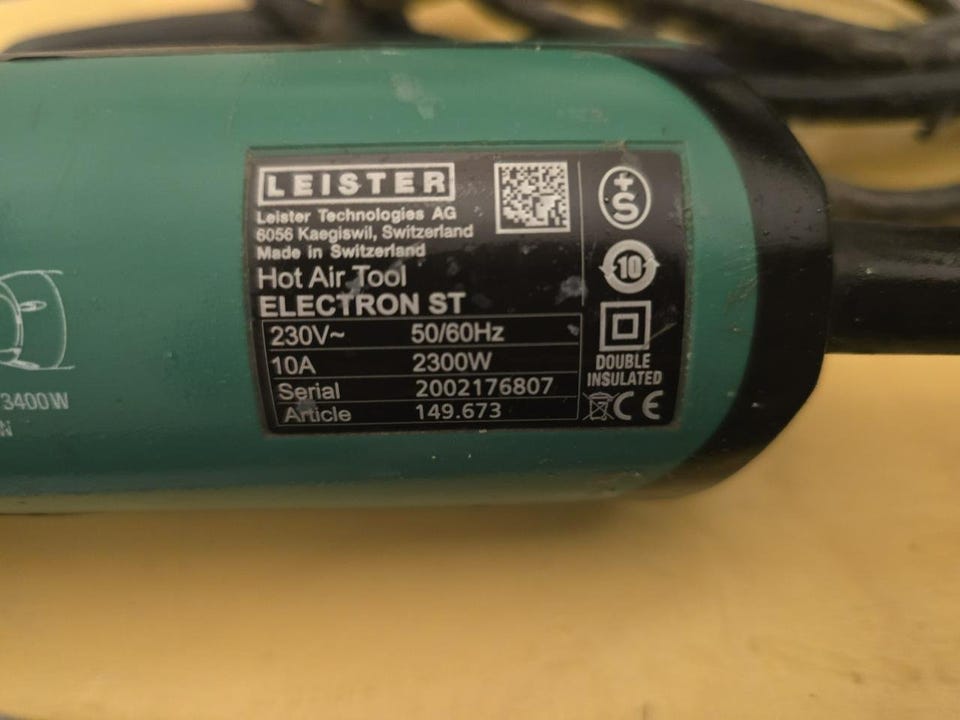 LEISTER
Leister Technologies AG
6056 Kaegiswil, Switzerland
Made in Switzerland
Hot Air Tool
ELECTRON ST
230V~ 50/60Hz
10A 2300W
Serial 2002176807
Article 149.673
+S
10
DOUBLE
INSULATED
CE
3400W
N